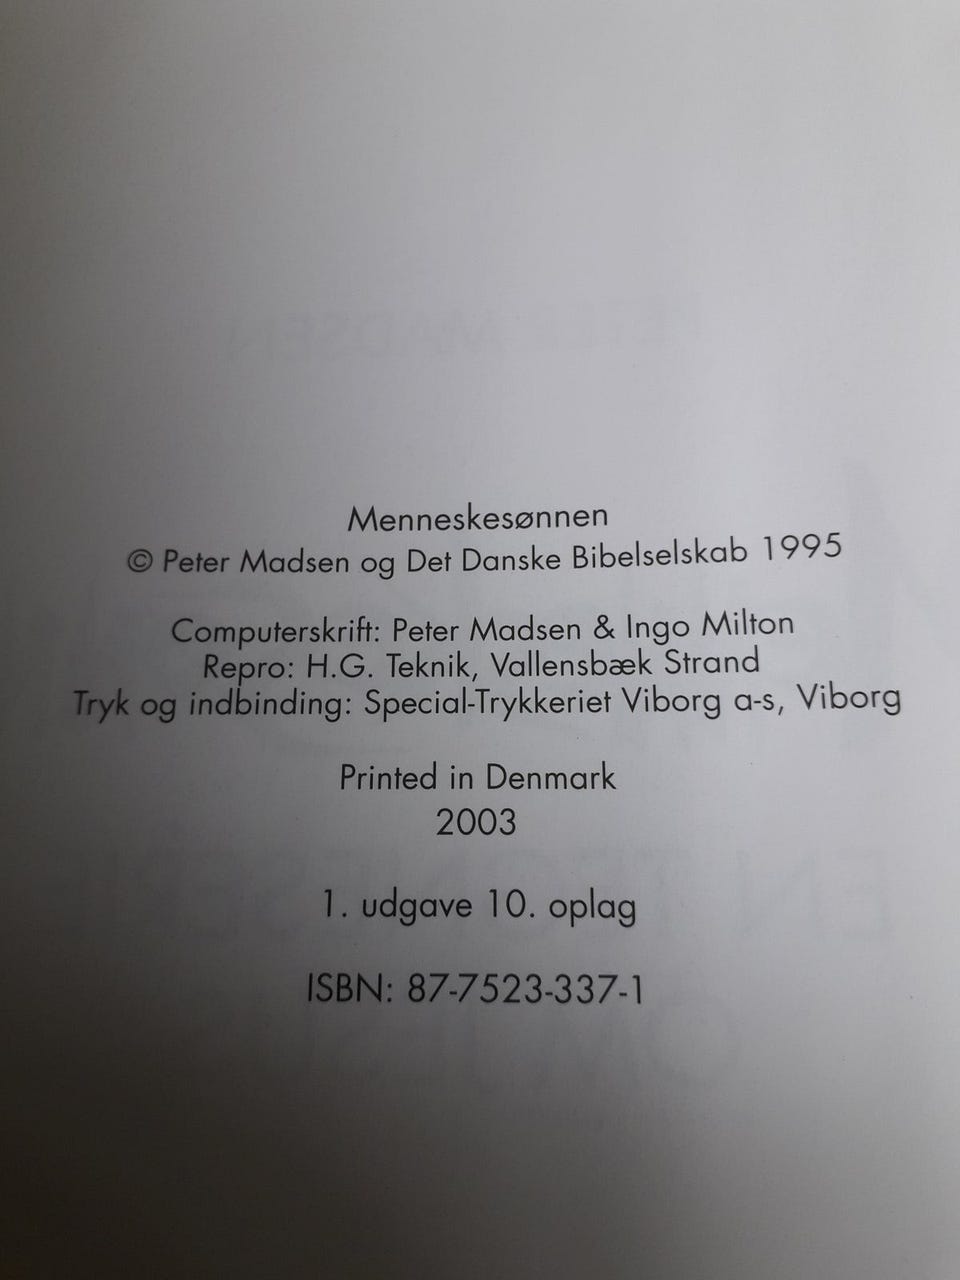 Menneskesønnen
© Peter Madsen og Det Danske Bibelselskab 1995
Computerskrift: Peter Madsen & Ingo Milton
Repro: H.G. Teknik, Vallensbæk Strand
Tryk og indbinding: Special-Trykkeriet Viborg a-s, Viborg
Printed in Denmark
2003
1. udgave 10. oplag
ISBN: 87-7523-337-1